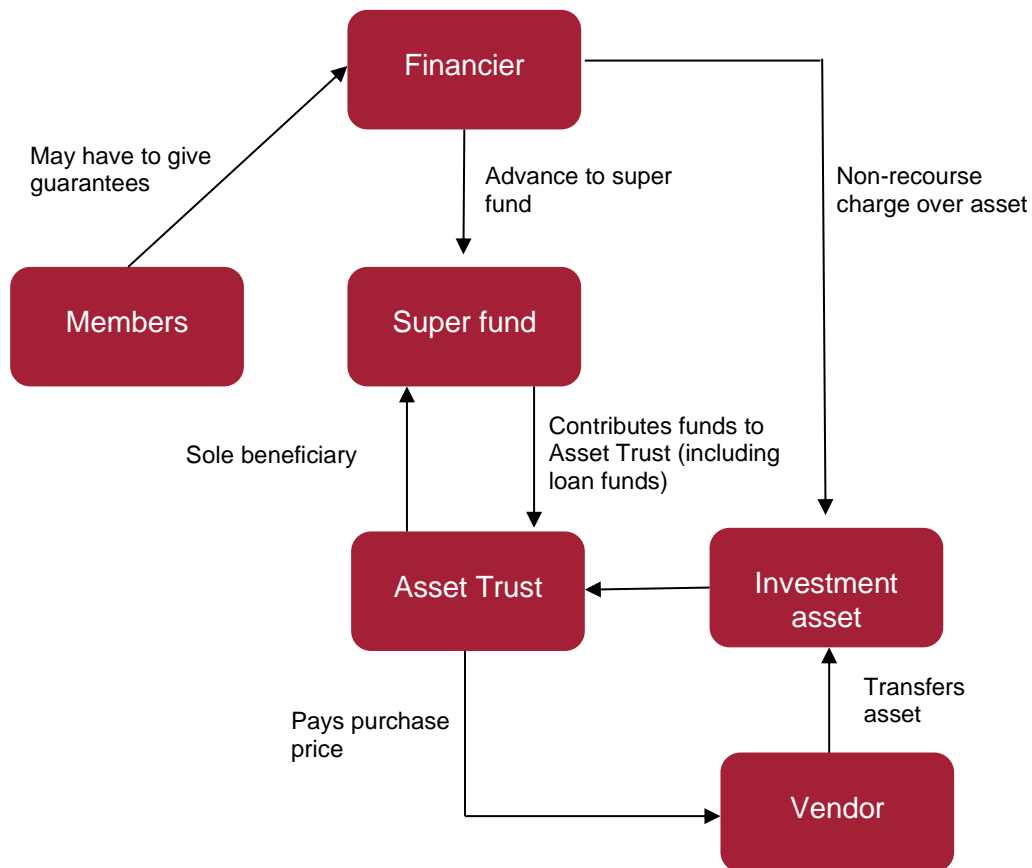 Financier
May have to give
guarantees
Advance to super
fund
Non-recourse
charge over asset
Members
Super fund
Sole beneficiary
Contributes funds to
Asset Trust (including
loan funds)
Asset Trust
Investment
asset
Pays purchase
price
Transfers
asset
Vendor